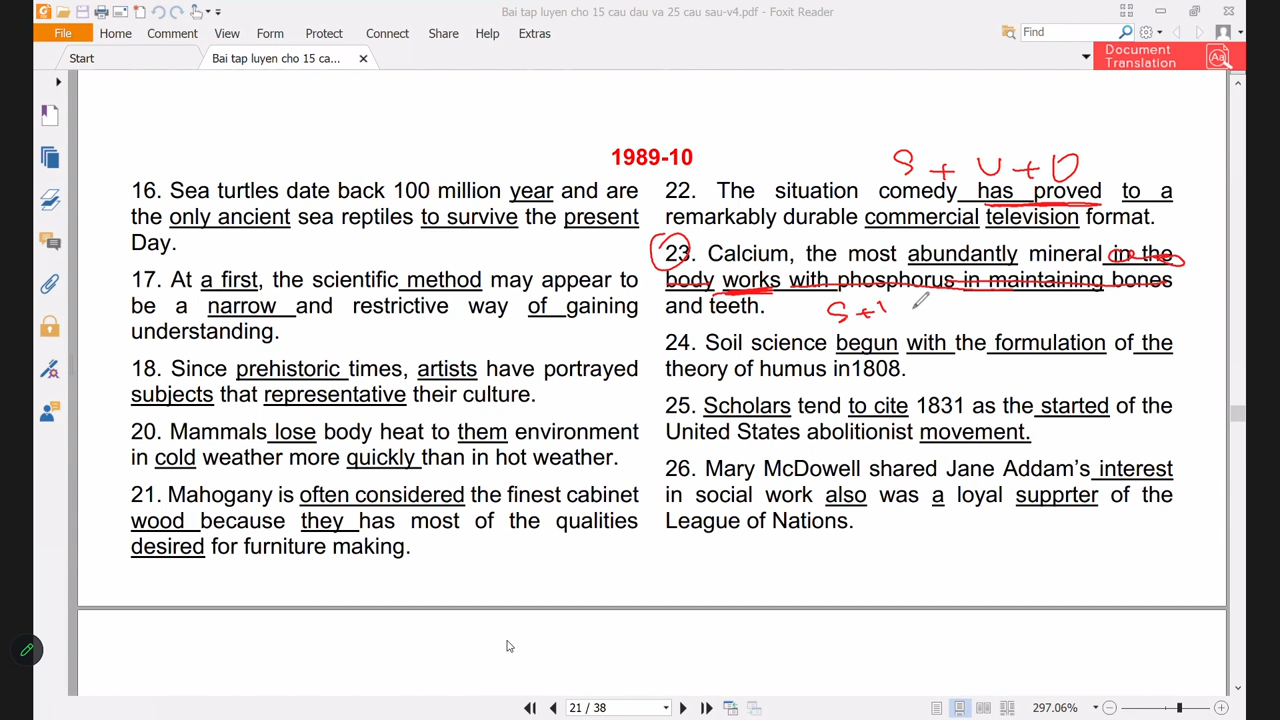 Bai tap luyen cho 15 cau dau va 25 cau sau-v4.pdf - Foxit Reader
File Home Comment View Form Protect Connect Share Help Extras Find
Start Bai tap luyen cho 15 ca... Document Translation
1989-10
16. Sea turtles date back 100 million year and are
the only ancient sea reptiles to survive the present
Day.
17. At a first, the scientific method may appear to
be a narrow and restrictive way of gaining
understanding.
18. Since prehistoric times, artists have portrayed
subjects that representative their culture.
20. Mammals lose body heat to them environment
in cold weather more quickly than in hot weather.
21. Mahogany is often considered the finest cabinet
wood because they has most of the qualities
desired for furniture making.
S + V + O
22. The situation comedy has proved to a
remarkably durable commercial television format.
23. Calcium, the most abundantly mineral in the
body works with phosphorus in maintaining bones
and teeth.
S +
24. Soil science begun with the formulation of the
theory of humus in1808.
25. Scholars tend to cite 1831 as the started of the
United States abolitionist movement.
26. Mary McDowell shared Jane Addam's interest
in social work also was a loyal supprter of the
League of Nations.
21 / 38 297.06%